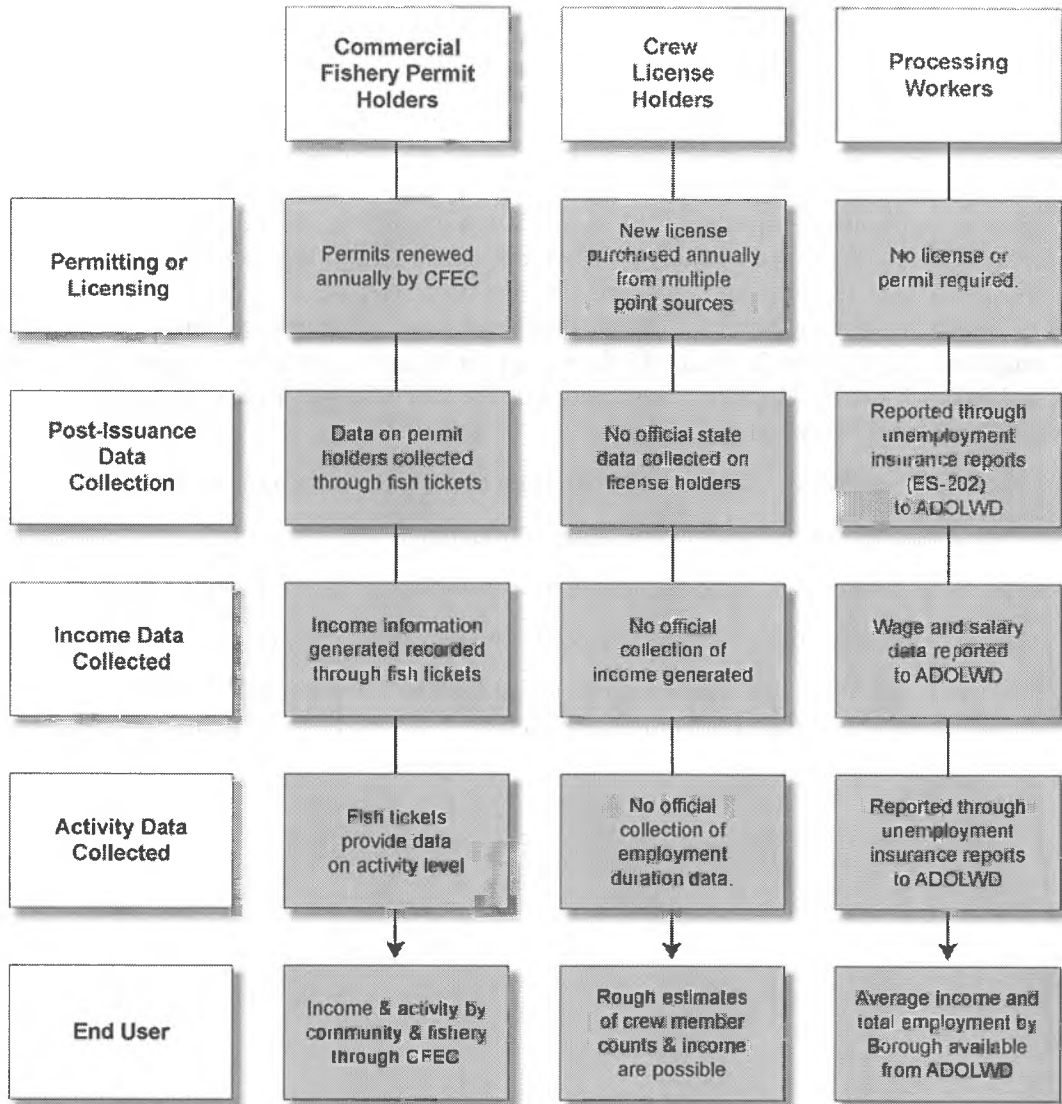 Commercial
Fishery Permit
Holders
Crew
License
Holders
Processing
Workers
Permitting or
Licensing
Permits renewed
annually by CFEC
New license
purchased annually
from multiple
point sources
No license or
permit required.
Post-Issuance
Data
Collection
Data on permit
holders collected
through fish tickets
No official state
data collected on
license holders
Reported through
unemployment
insurance reports
(ES-202)
to ADOLWD
Income Data
Collected
Income information
generated recorded
through fish tickets
No official
collection of
income generated
Wage and salary
data reported
to ADOLWD
Activity Data
Collected
Fish tickets
provide data
on activity level
No official
collection of
employment
duration data.
Reported through
unemployment
insurance reports
to ADOLWD
End User
Income & activity by
community & fishery
through CFEC
Rough estimates
of crew member
counts & income
are possible
Average income and
total employment by
Borough available
from ADOLWD